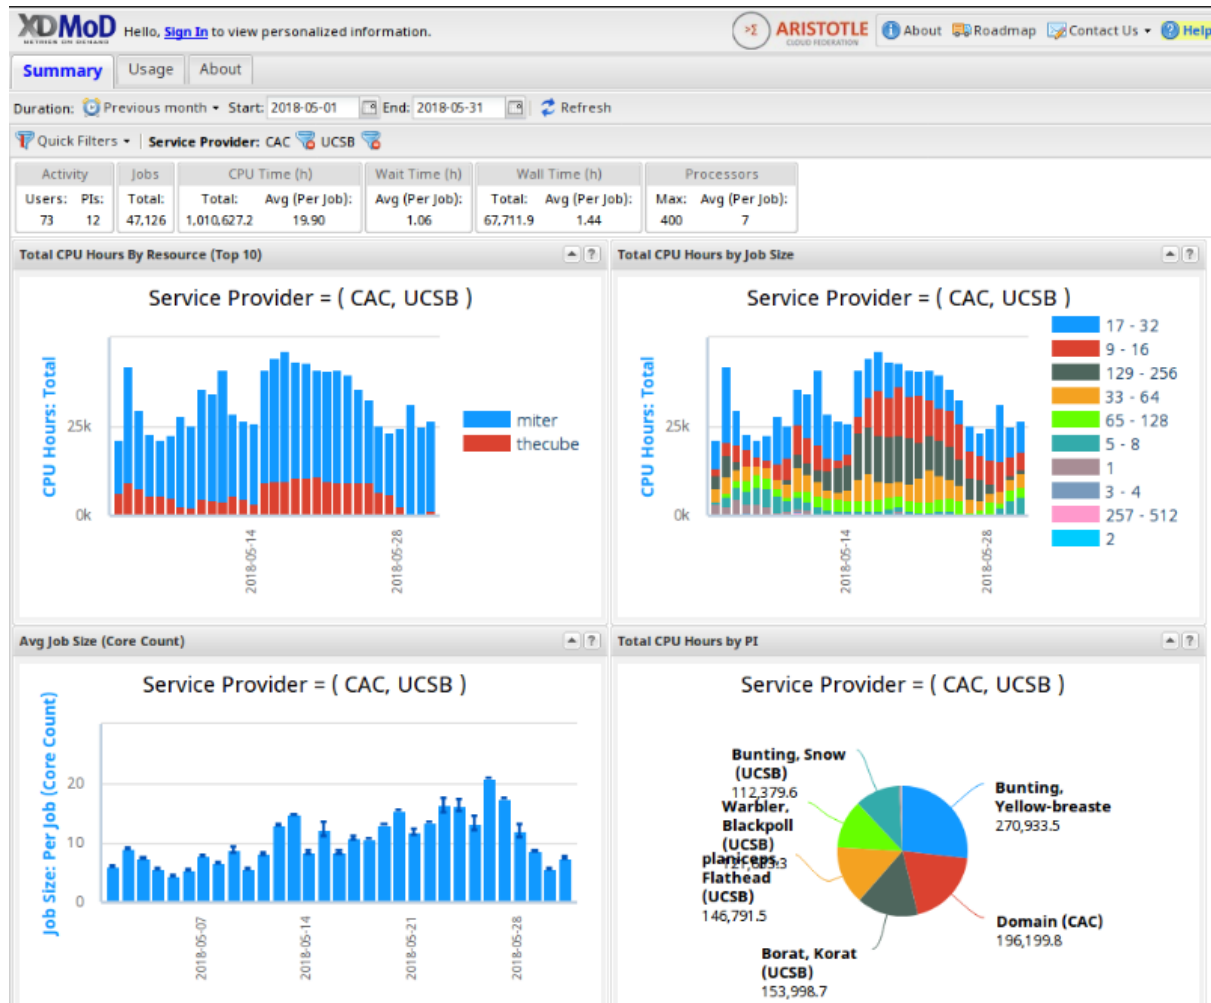 XDMoD
METRICS ON DEMAND
Hello, Sign In to view personalized information.
>Σ
ARISTOTLE
CLOUD FEDERATION
About
Roadmap
Contact Us
Help
Summary
Usage
About
Duration: Previous month Start: 2018-05-01 End: 2018-05-31 Refresh
Quick Filters Service Provider: CAC UCSB
Activity
Users: PIs:
73 12
Jobs
Total:
47,126
CPU Time (h)
Total: Avg (Per Job):
1,010,627.2 19.90
Wait Time (h)
Avg (Per Job):
1.06
Wall Time (h)
Total: Avg (Per Job):
67,711.9 1.44
Processors
Max: Avg (Per Job):
400 7
Total CPU Hours By Resource (Top 10)
?
Service Provider = ( CAC, UCSB )
CPU Hours: Total
25k
0k
2018-05-14
2018-05-28
miter
thecube
Total CPU Hours by Job Size
?
Service Provider = ( CAC, UCSB )
CPU Hours: Total
25k
0k
2018-05-14
2018-05-28
17 - 32
9 - 16
129 - 256
33 - 64
65 - 128
5 - 8
1
3 - 4
257 - 512
2
Avg Job Size (Core Count)
?
Service Provider = ( CAC, UCSB )
Job Size: Per Job (Core Count)
20
10
0
2018-05-07
2018-05-14
2018-05-21
2018-05-28
Total CPU Hours by PI
?
Service Provider = ( CAC, UCSB )
Bunting, Snow
(UCSB)
112,379.6
Warbler,
Blackpoll
(UCSB)
planiceps,
Flathead
(UCSB)
146,791.5
Borat, Korat
(UCSB)
153,998.7
Bunting,
Yellow-breaste
270,933.5
Domain (CAC)
196,199.8